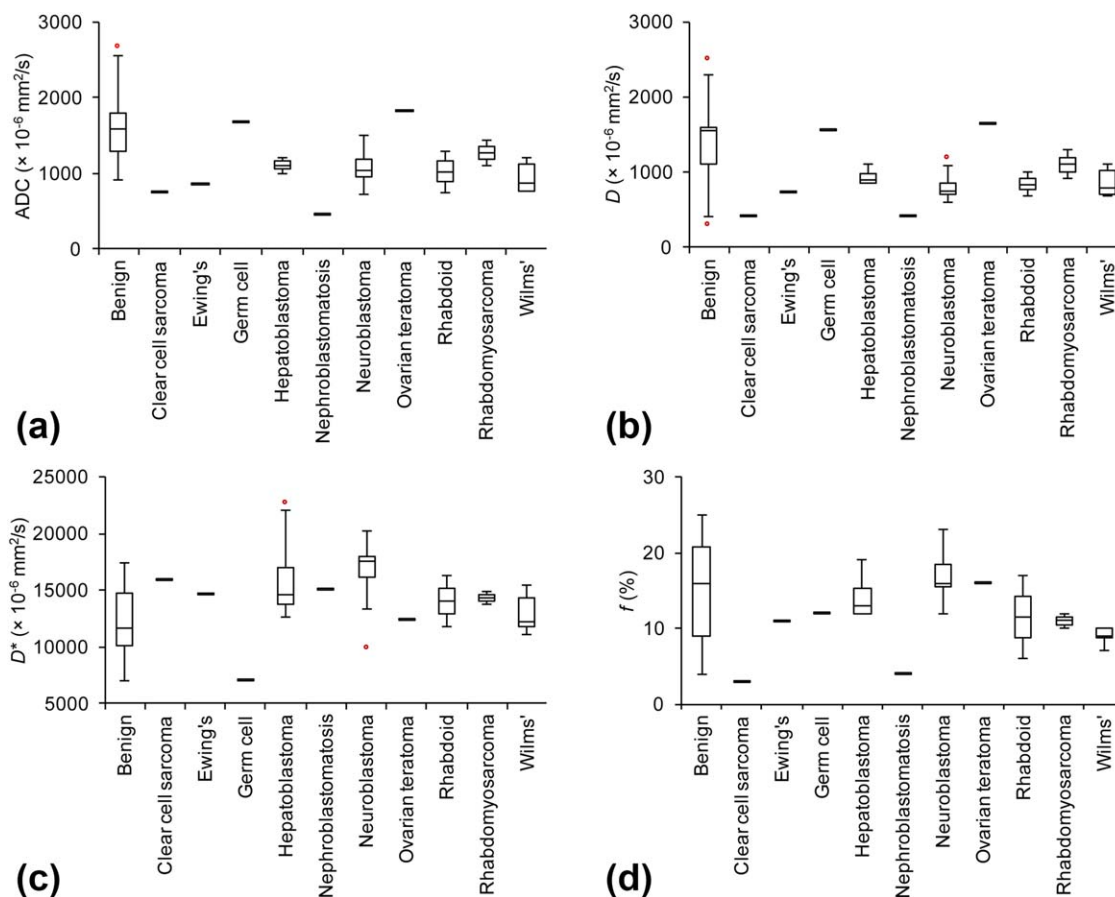 3000
2000
1000
0
ADC (× 10⁻⁶ mm²/s)
Benign
Clear cell sarcoma
Ewing's
Germ cell
Hepatoblastoma
Nephroblastomatosis
Neuroblastoma
Ovarian teratoma
Rhabdoid
Rhabdomyosarcoma
Wilms'
(a)
3000
2000
1000
0
D (× 10⁻⁶ mm²/s)
Benign
Clear cell sarcoma
Ewing's
Germ cell
Hepatoblastoma
Nephroblastomatosis
Neuroblastoma
Ovarian teratoma
Rhabdoid
Rhabdomyosarcoma
Wilms'
(b)
25000
20000
15000
10000
5000
D* (× 10⁻⁶ mm²/s)
Benign
Clear cell sarcoma
Ewing's
Germ cell
Hepatoblastoma
Nephroblastomatosis
Neuroblastoma
Ovarian teratoma
Rhabdoid
Rhabdomyosarcoma
Wilms'
(c)
30
20
10
0
f (%)
Benign
Clear cell sarcoma
Ewing's
Germ cell
Hepatoblastoma
Nephroblastomatosis
Neuroblastoma
Ovarian teratoma
Rhabdoid
Rhabdomyosarcoma
Wilms'
(d)